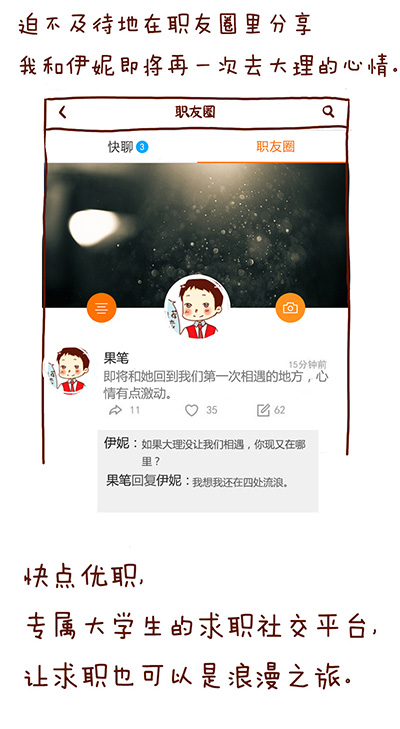 迫不及待地在职友圈里分享
我和伊妮即将再一次去大理的心情.
职友圈
快聊 3
职友圈
果笔
15分钟前
即将和她回到我们第一次相遇的地方，心
情有点激动。
11
35
62
伊妮：如果大理没让我们相遇，你现又在哪
里？
果笔回复伊妮：我想我还在四处流浪。
快点优职，
专属大学生的求职社交平台，
让求职也可以是浪漫之旅。